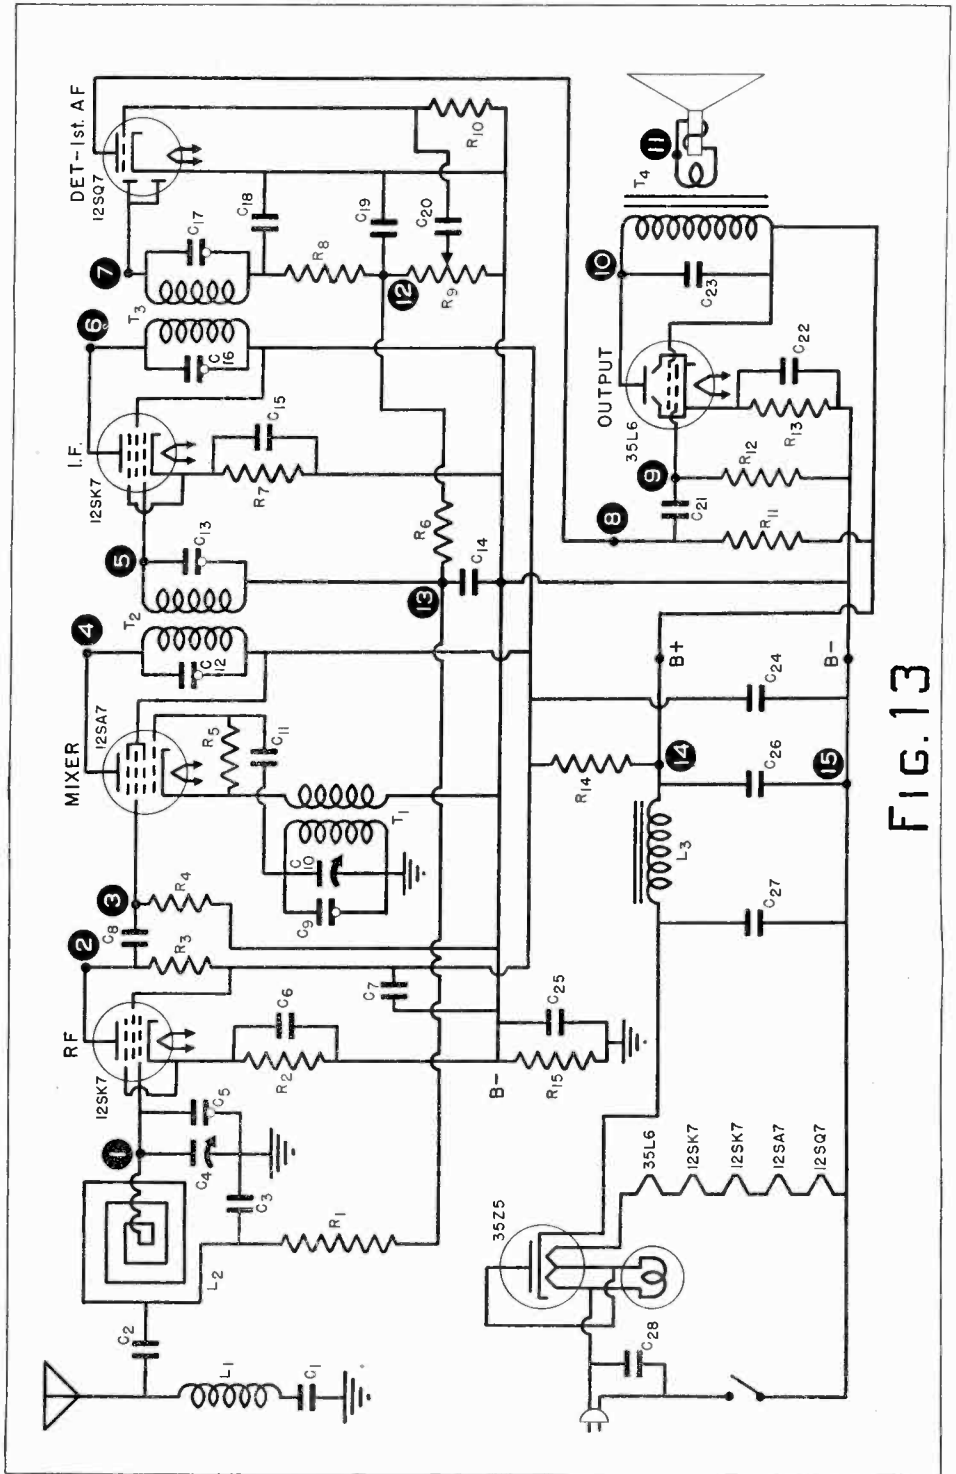 RF
12SK7
MIXER
12SA7
I.F.
12SK7
DET-1st. AF
12SQ7
1
2
3
4
5
6
7
L1
C1
C2
L2
C3
C4
C5
R1
R2
C6
C7
C8
R3
R4
C9
C10
T1
R5
C11
C12
T2
C13
R6
C14
R7
C15
C16
T3
C17
C18
R8
C19
C20
R9
R10
12
13
B-
R15
C25
35Z5
C28
35L6
12SK7
12SK7
12SA7
12SQ7
L3
C27
R14
C26
C24
14
15
B+
B-
8
9
10
11
OUTPUT
35L6
C21
R11
R12
R13
C22
C23
T4
FIG. 13